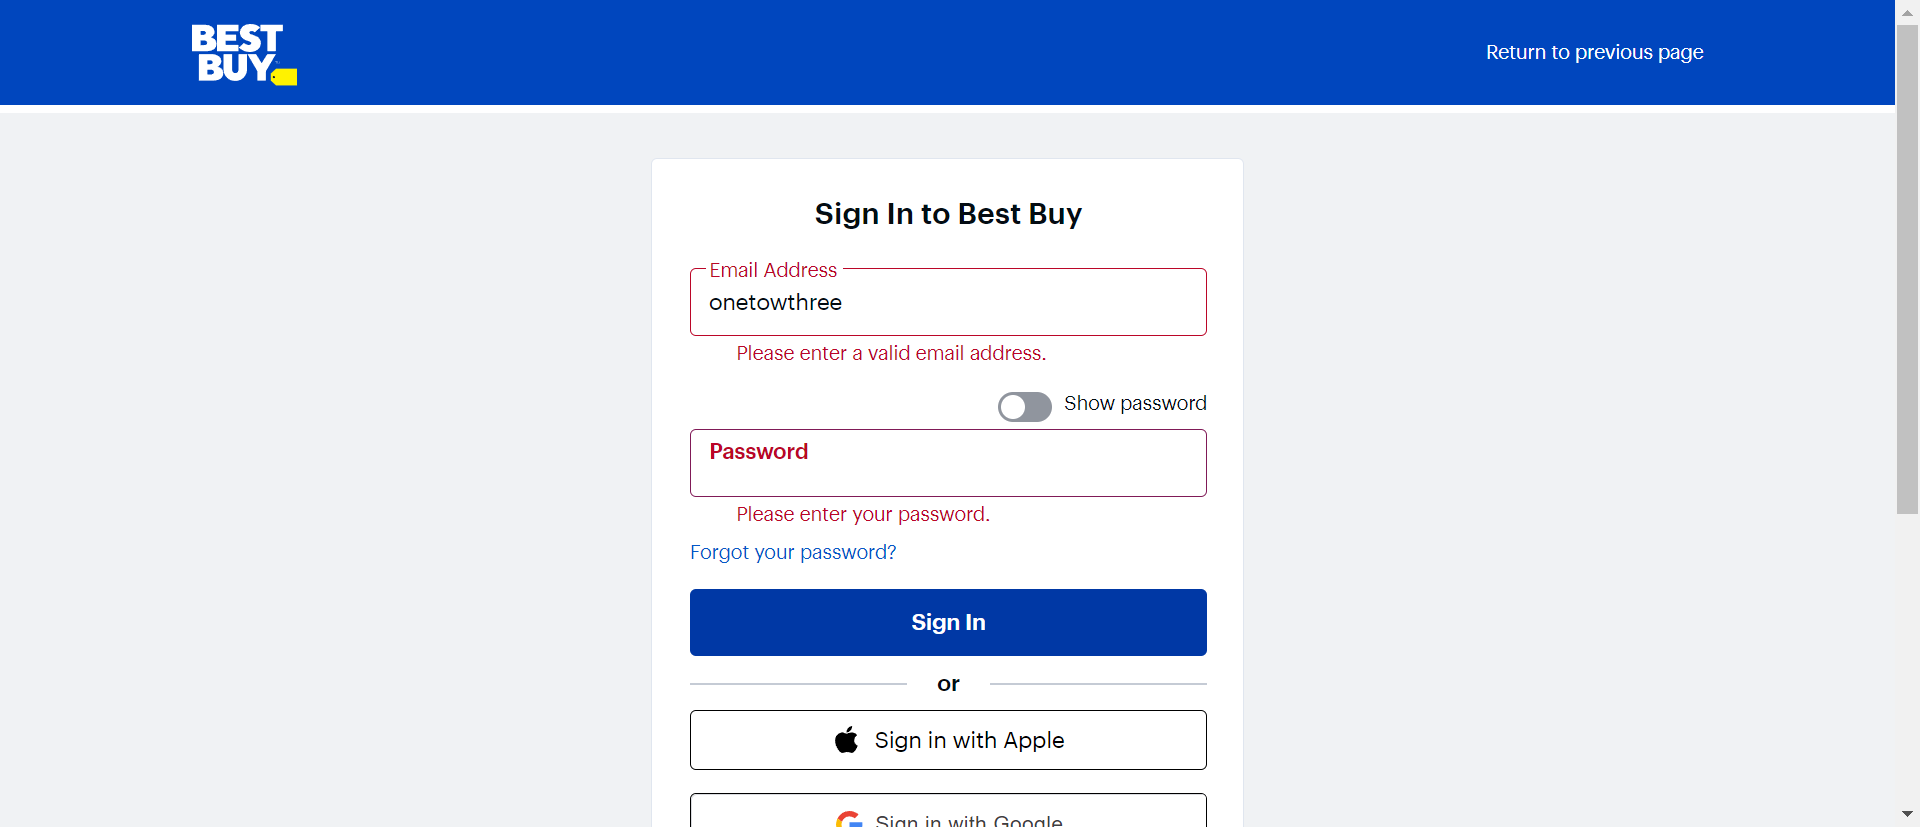 BEST
BUY
Return to previous page
Sign In to Best Buy
Email Address
onetowthree
Please enter a valid email address.
Show password
Password
Please enter your password.
Forgot your password?
Sign In
or
Sign in with Apple
Sign in with Google